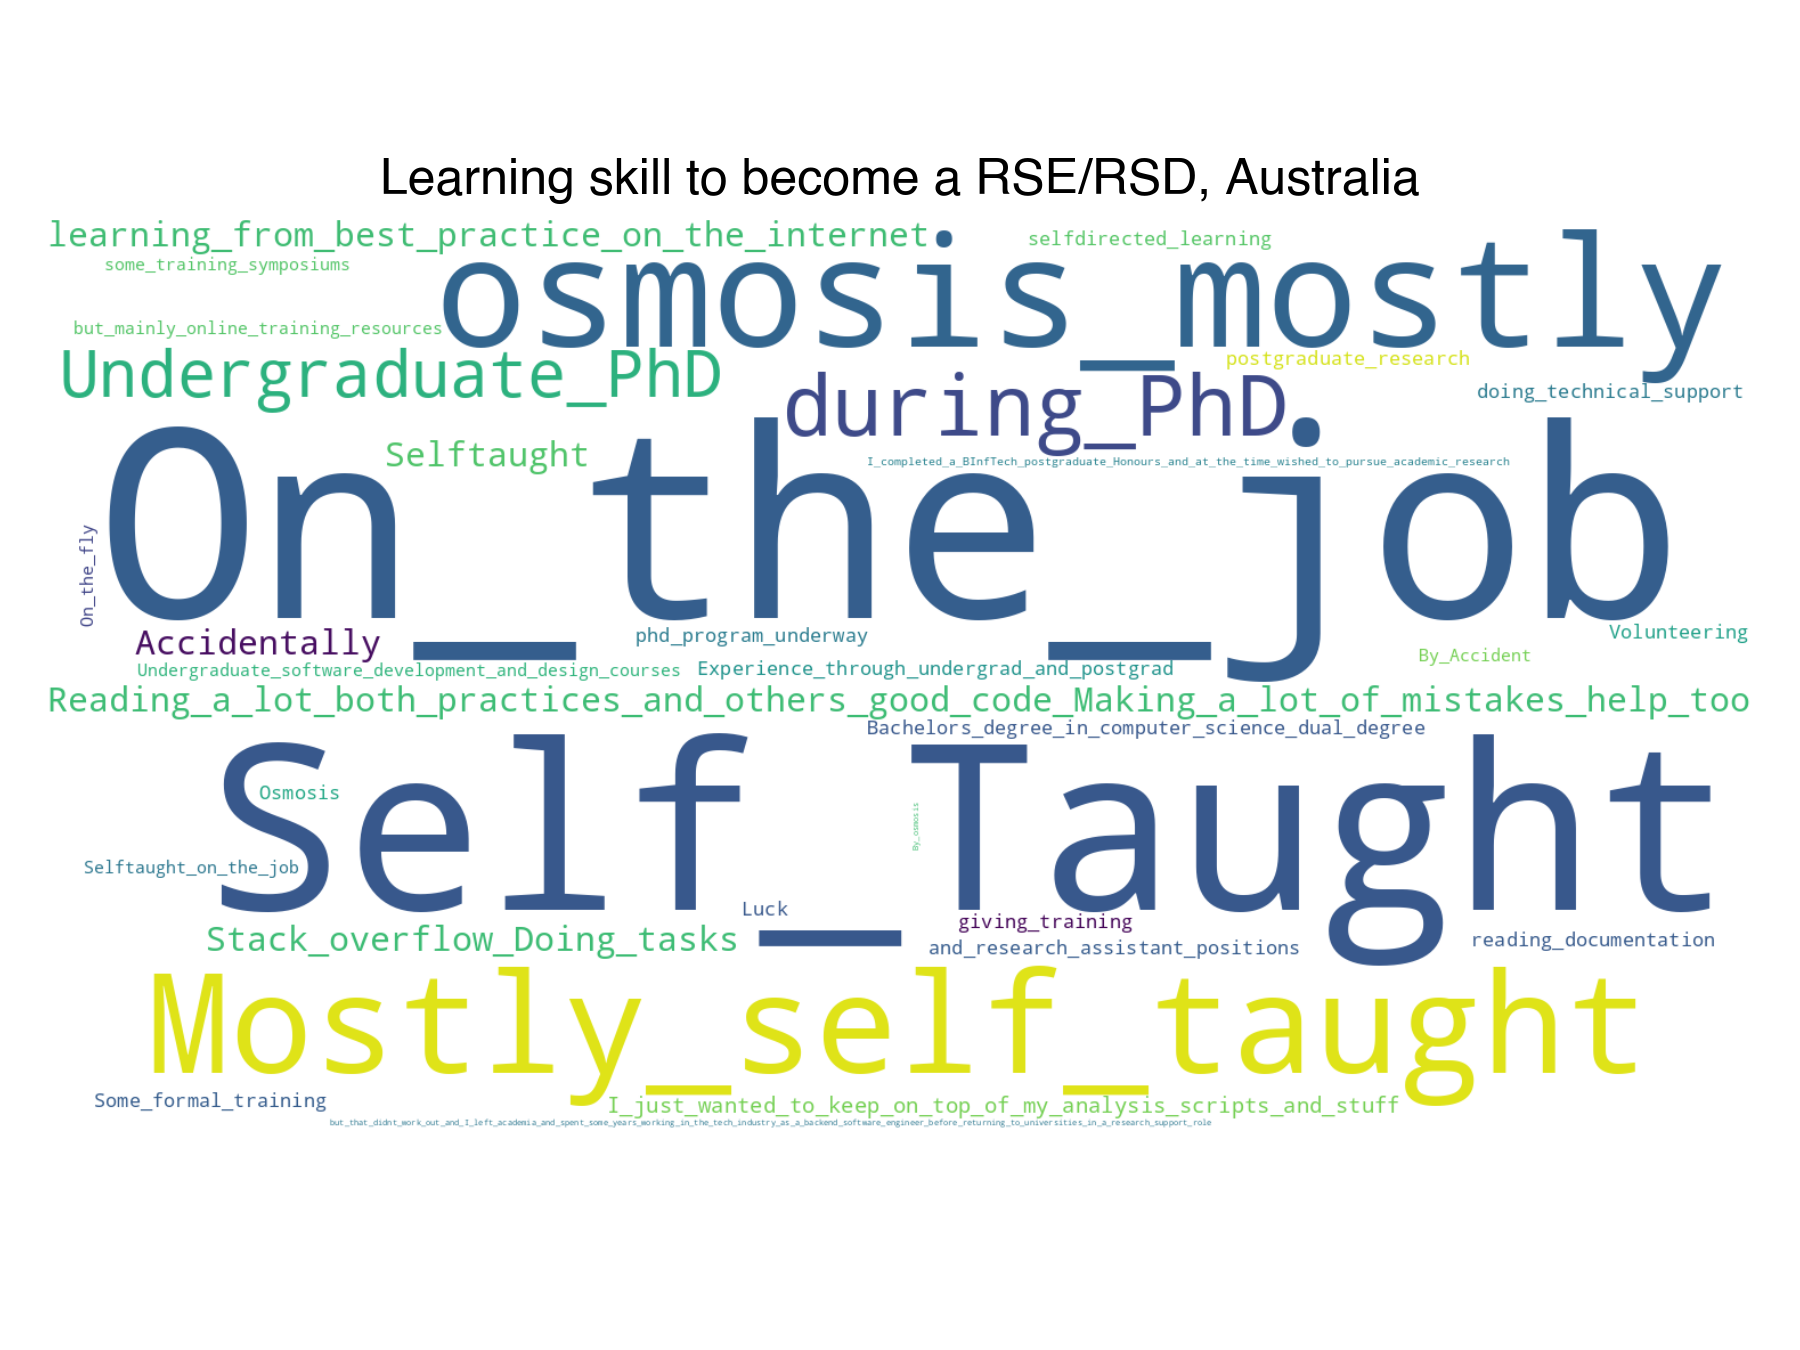 Learning skill to become a RSE/RSD, Australia
learning_from_best_practice_on_the_internet
selfdirected_learning
some_training_symposiums
osmosis_mostly
but_mainly_online_training_resources
postgraduate_research
Undergraduate_PhD
during_PhD
doing_technical_support
Selftaught
I_completed_a_BInfTech_postgraduate_Honours_and_at_the_time_wished_to_pursue_academic_research
On_the_job
On_the_fly
Accidentally
phd_program_underway
Volunteering
By_Accident
Undergraduate_software_development_and_design_courses
Experience_through_undergrad_and_postgrad
Reading_a_lot_both_practices_and_others_good_code_Making_a_lot_of_mistakes_help_too
Bachelors_degree_in_computer_science_dual_degree
Self_Taught
Osmosis
By_osmosis
Selftaught_on_the_job
Luck
giving_training
Stack_overflow_Doing_tasks
and_research_assistant_positions
reading_documentation
Mostly_self_taught
Some_formal_training
I_just_wanted_to_keep_on_top_of_my_analysis_scripts_and_stuff
but_that_didnt_work_out_and_I_left_academia_and_spent_some_years_working_in_the_tech_industry_as_a_backend_software_engineer_before_returning_to_universities_in_a_research_support_role